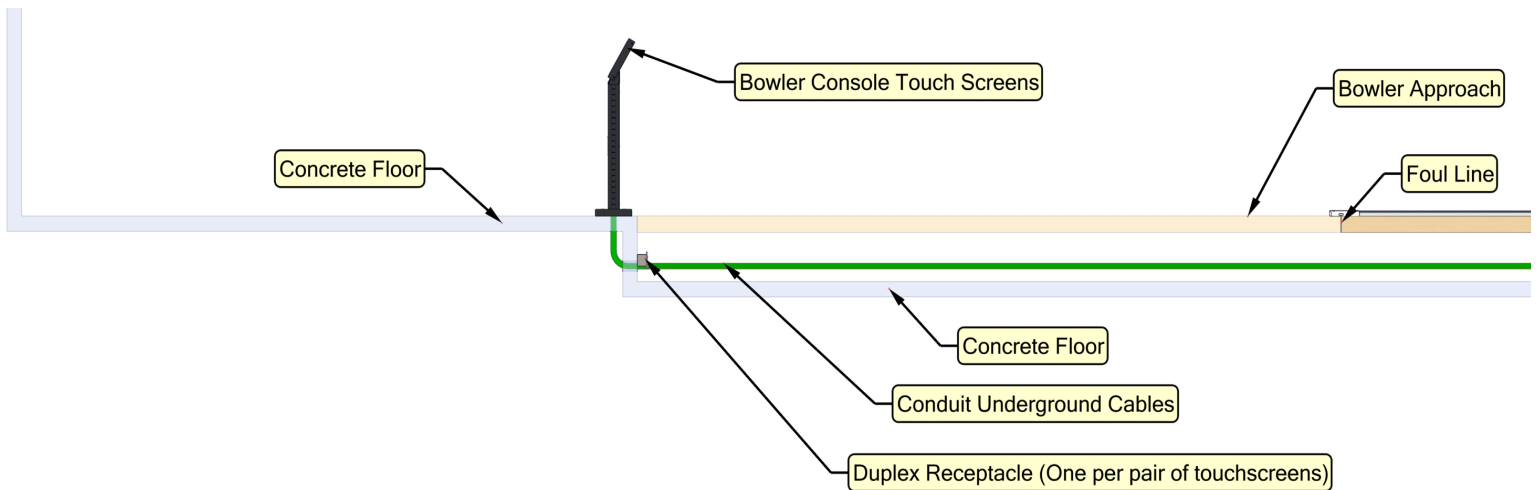 Bowler Console Touch Screens
Bowler Approach
Concrete Floor
Foul Line
Concrete Floor
Conduit Underground Cables
Duplex Receptacle (One per pair of touchscreens)